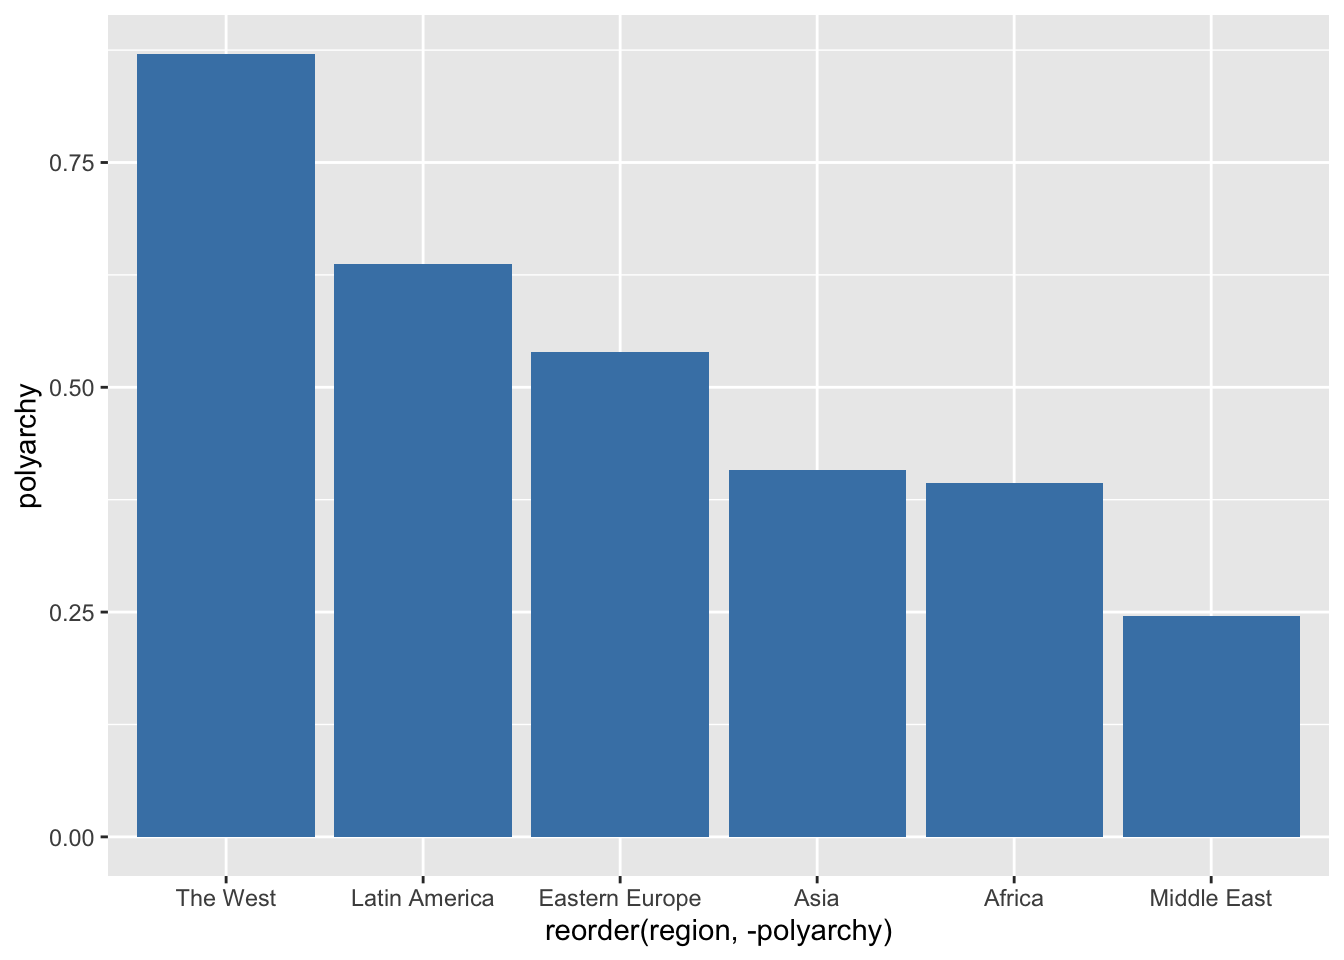 polyarchy
0.75
0.50
0.25
0.00
The West Latin America Eastern Europe Asia Africa Middle East
reorder(region, -polyarchy)